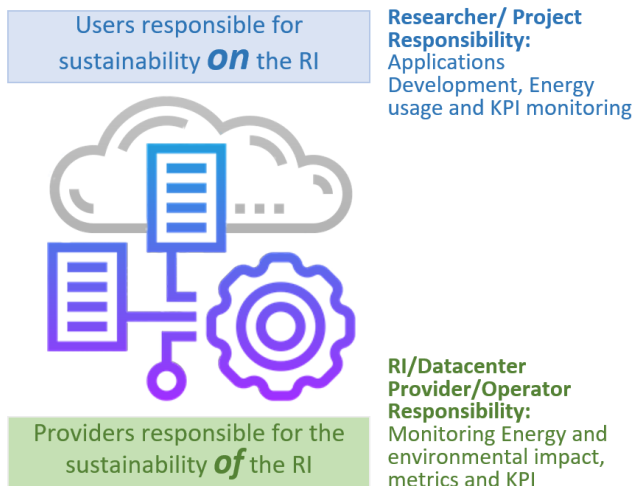 Users responsible for
sustainability on the RI
Researcher/ Project
Responsibility:
Applications
Development, Energy
usage and KPI monitoring
RI/Datacenter
Provider/Operator
Responsibility:
Monitoring Energy and
environmental impact,
metrics and KPI
Providers responsible for the
sustainability of the RI